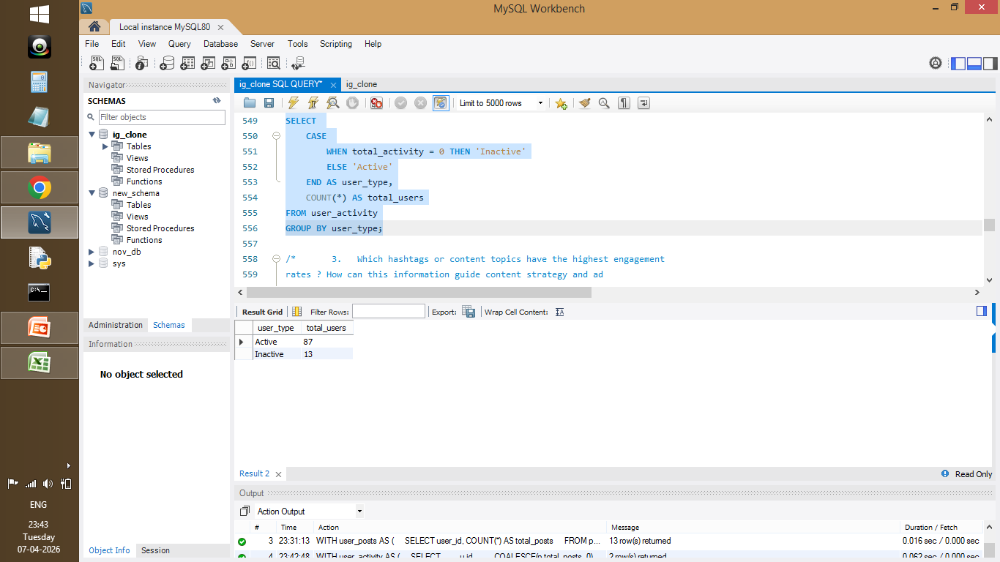 MySQL Workbench
Local instance MySQL80
File Edit View Query Database Server Tools Scripting Help
Navigator
SCHEMAS
Filter objects
ig_clone
Tables
Views
Stored Procedures
Functions
new_schema
Tables
Views
Stored Procedures
Functions
nov_db
sys
Administration Schemas
Information
No object selected
Object Info Session
ig_clone SQL QUERY* ig_clone
Limit to 5000 rows
549 SELECT
550 CASE
551 WHEN total_activity = 0 THEN 'Inactive'
552 ELSE 'Active'
553 END AS user_type,
554 COUNT(*) AS total_users
555 FROM user_activity
556 GROUP BY user_type;
557
558 /* 3. Which hashtags or content topics have the highest engagement
559 rates ? How can this information guide content strategy and ad
Result Grid Filter Rows: Export: Wrap Cell Content:
user_type total_users
Active 87
Inactive 13
Result 2 Read Only
Output
Action Output
# Time Action Message Duration / Fetch
3 23:31:13 WITH user_posts AS ( SELECT user_id, COUNT(*) AS total_posts FROM p... 13 row(s) returned 0.016 sec / 0.000 sec
4 23:42:48 WITH user_activity AS ( SELECT u.id, COALESCE(p.total_posts, 0) 2 row(s) returned 0.062 sec / 0.000 sec
ENG
23:43
Tuesday
07-04-2026